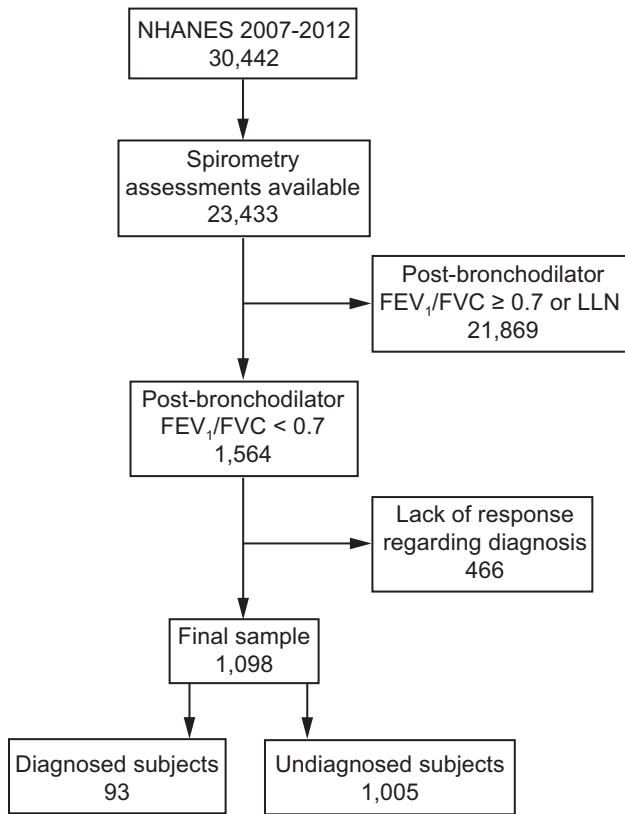 NHANES 2007-2012
30,442
Spirometry
assessments available
23,433
Post-bronchodilator
FEV₁/FVC ≥ 0.7 or LLN
21,869
Post-bronchodilator
FEV₁/FVC < 0.7
1,564
Lack of response
regarding diagnosis
466
Final sample
1,098
Diagnosed subjects
93
Undiagnosed subjects
1,005